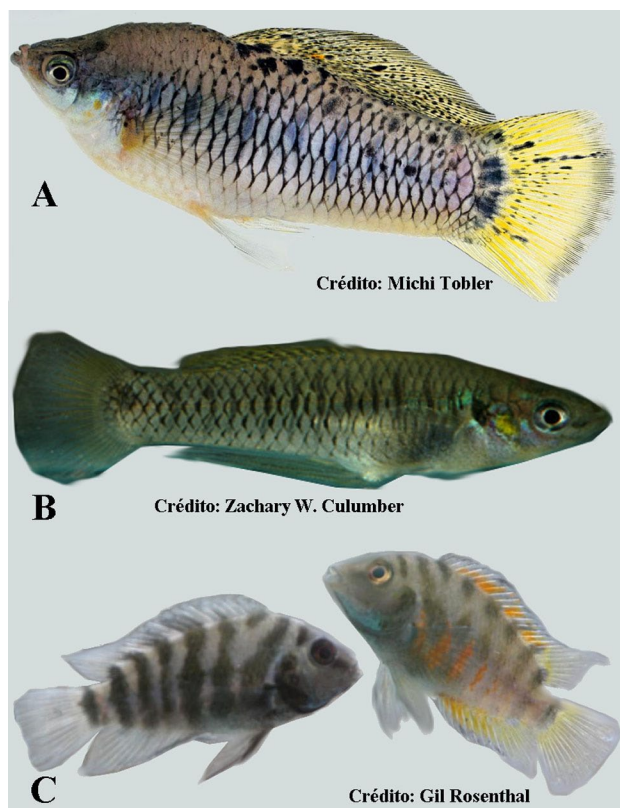 A
Crédito: Michi Tobler
B
Crédito: Zachary W. Culumber
C
Crédito: Gil Rosenthal